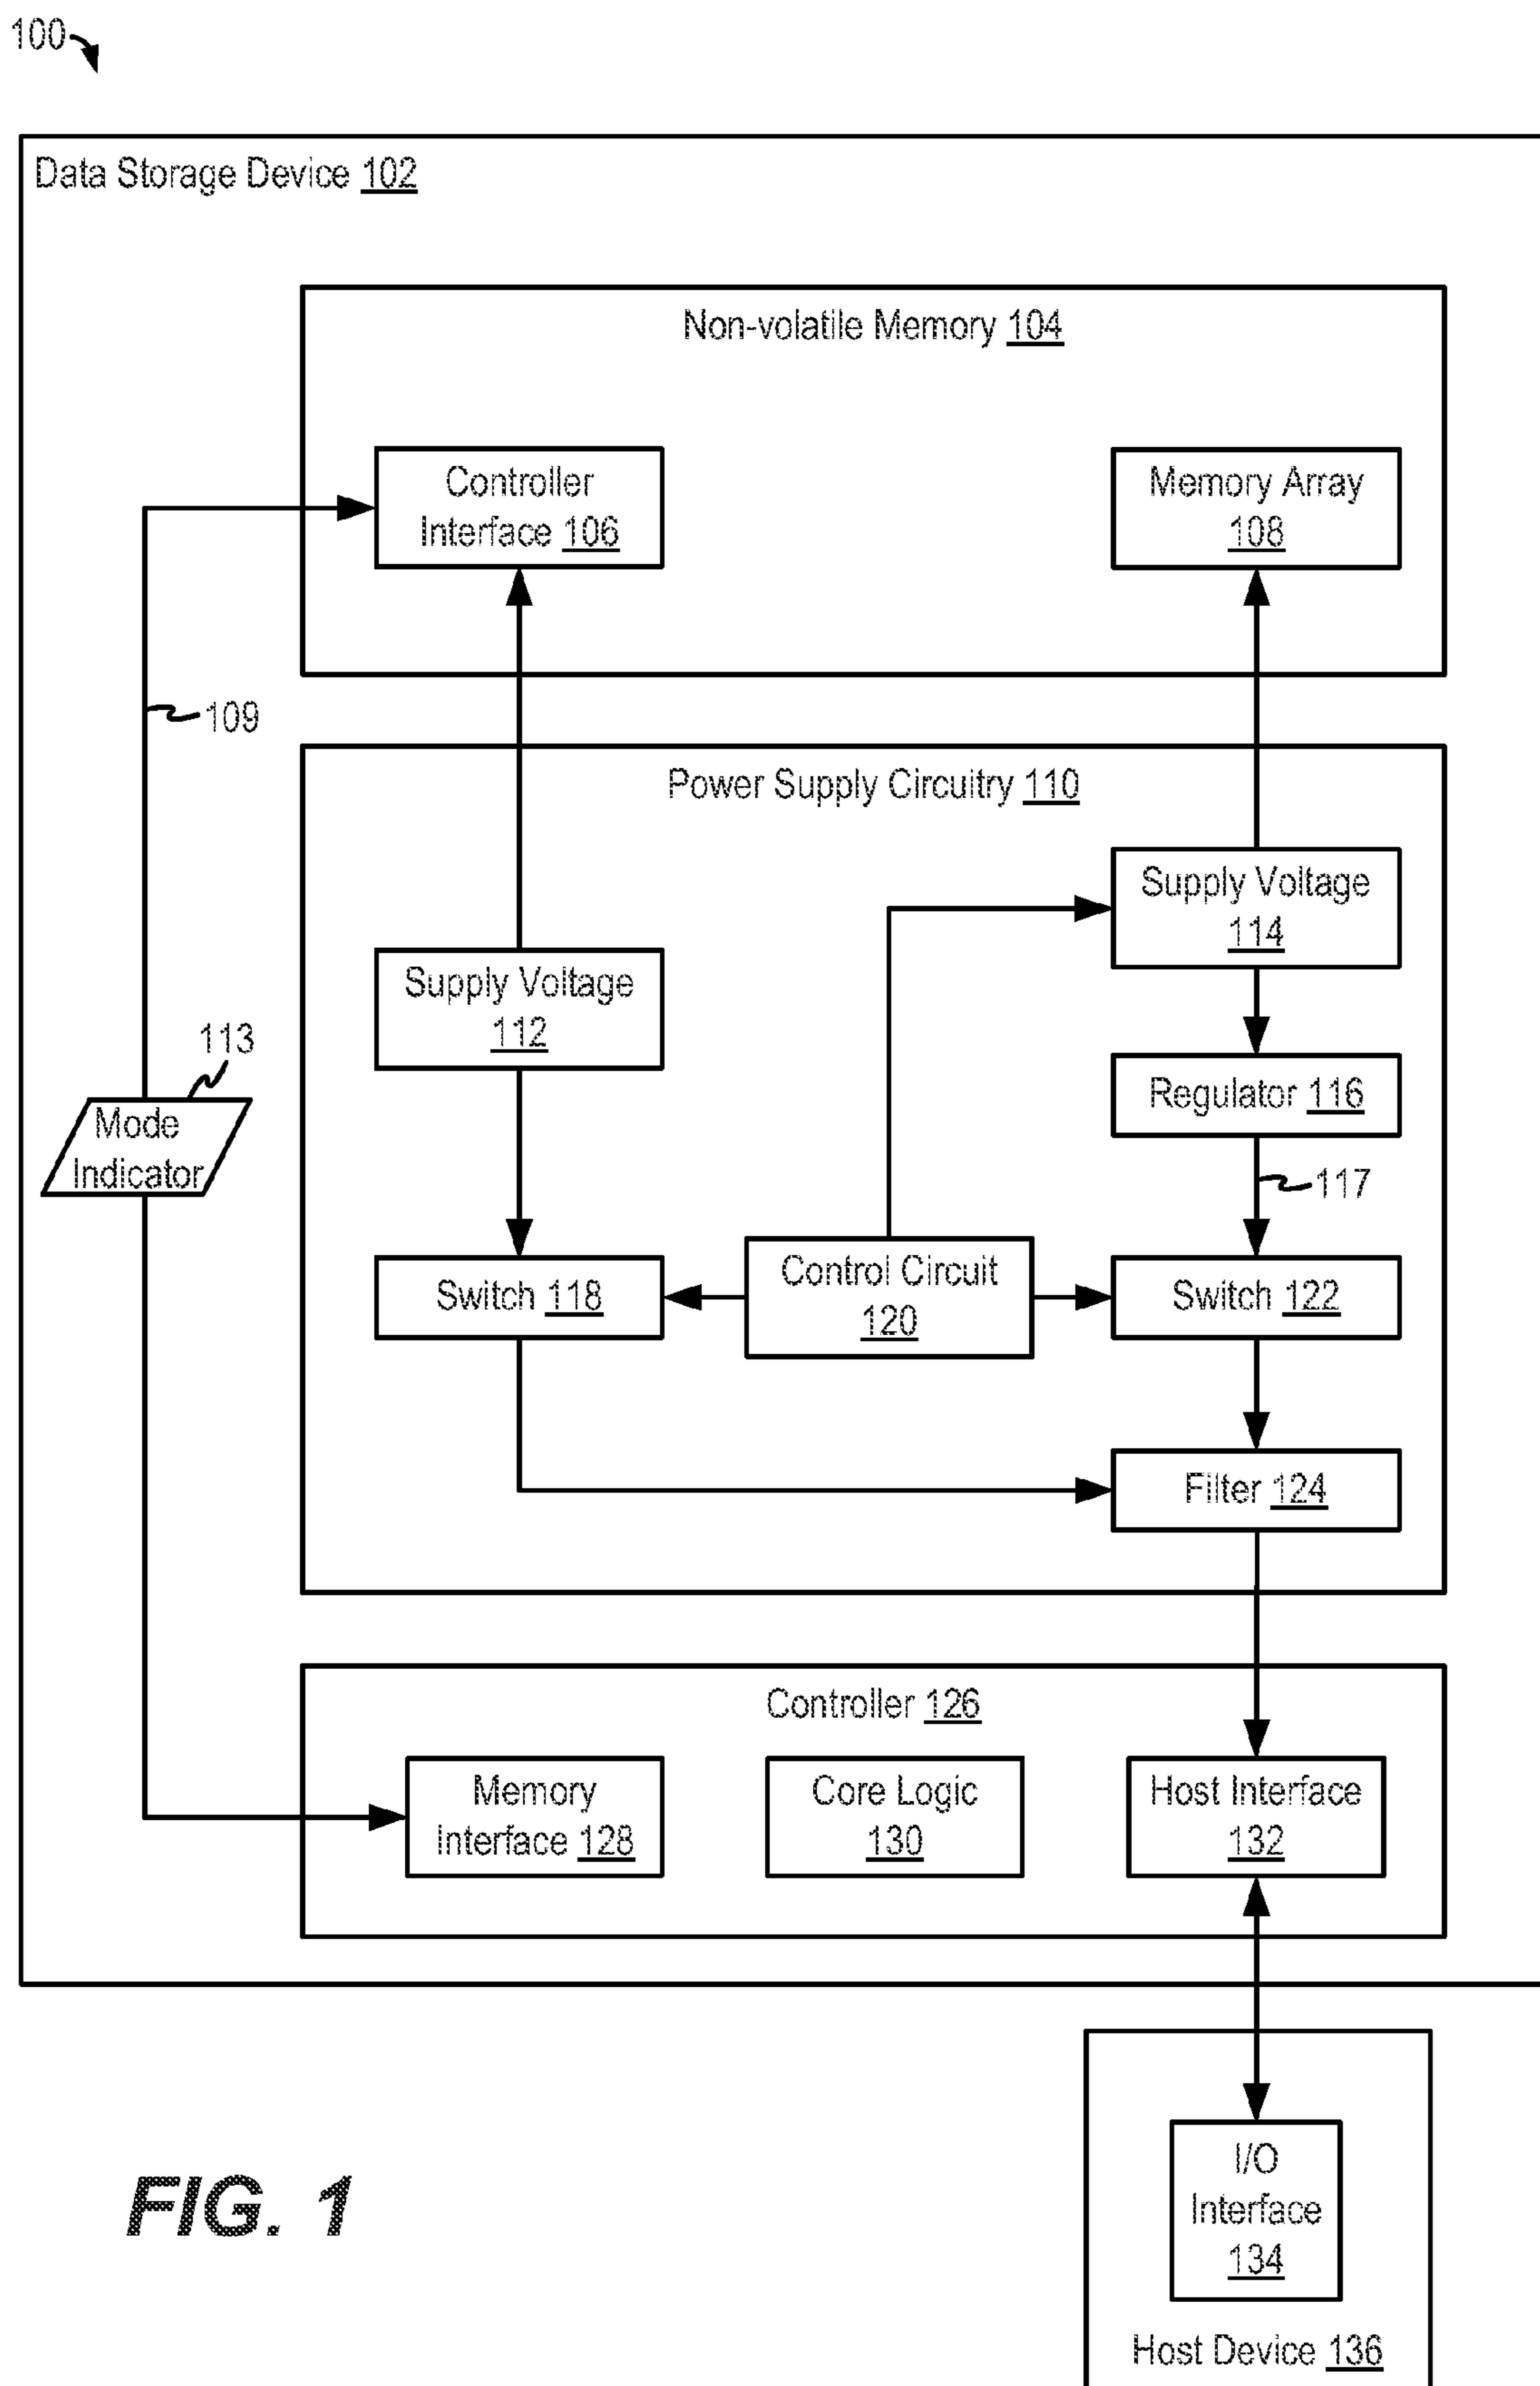 100
Data Storage Device 102
Non-volatile Memory 104
Controller
Interface 106
Memory Array
108
109
Power Supply Circuitry 110
Supply Voltage
114
Supply Voltage
112
113
Mode
Indicator
Regulator 116
117
Switch 118
Control Circuit
120
Switch 122
Filter 124
Controller 126
Memory
Interface 128
Core Logic
130
Host Interface
132
I/O
Interface
134
Host Device 136
FIG. 1